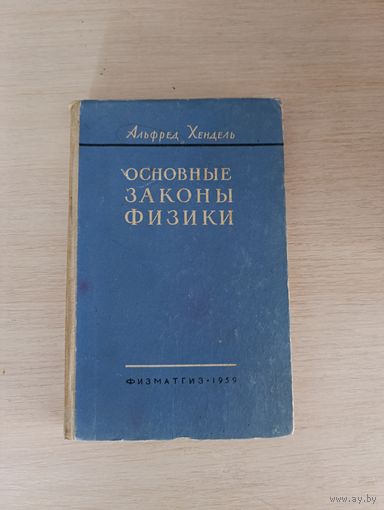 Альфред Хендель
ОСНОВНЫЕ
ЗАКОНЫ
ФИЗИКИ
ФИЗМАТГИЗ • 1959
www.ay.by